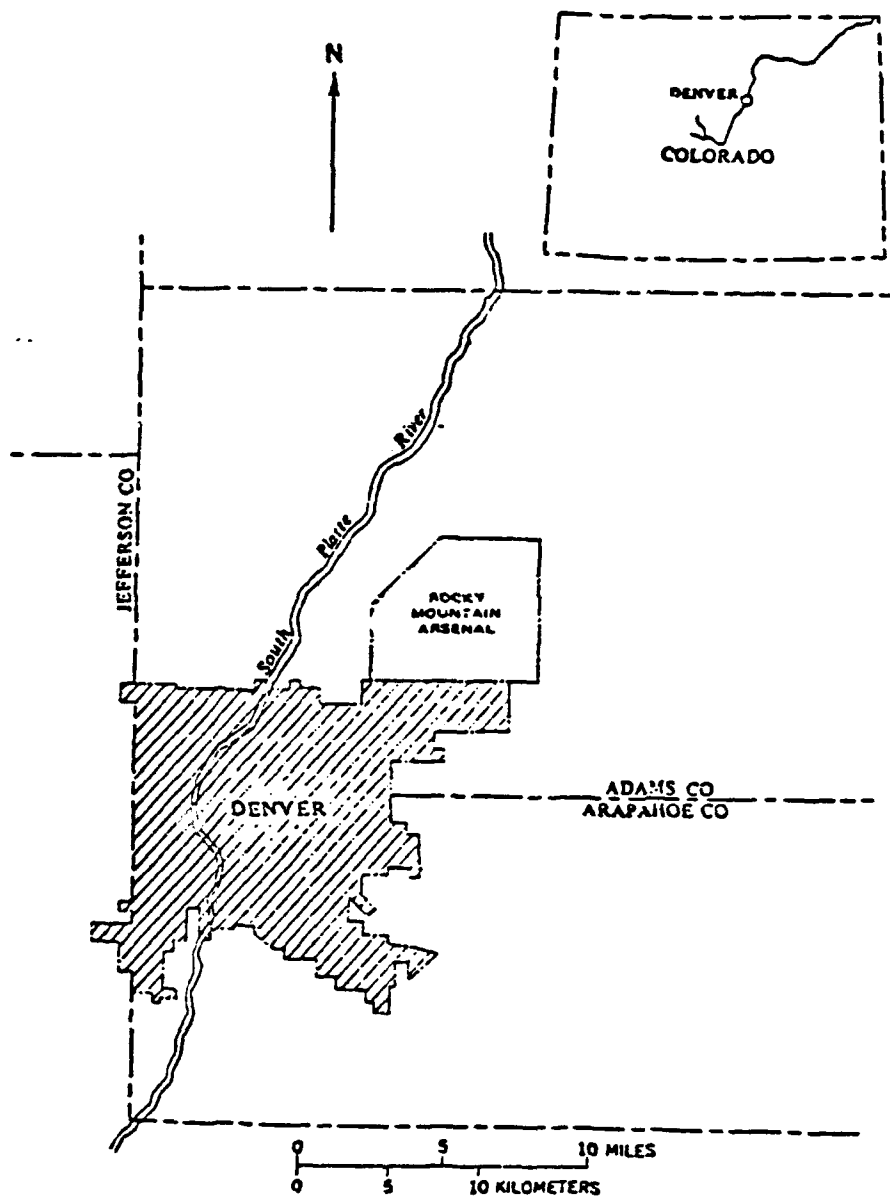 N
DENVER
COLORADO
River
Platte
South
JEFFERSON CO
ROCKY
MOUNTAIN
ARSENAL
DENVER
ADAMS CO
ARAPAHOE CO
0 5 10 MILES
0 5 10 KILOMETERS